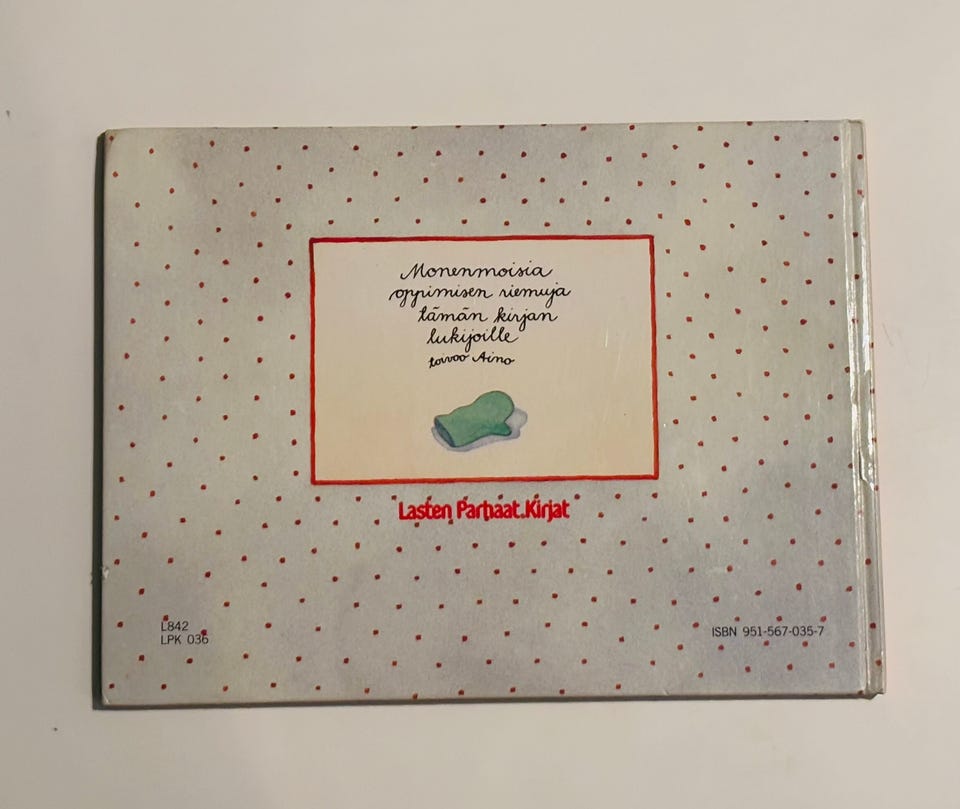 Monenmoisia
oppimisen riemuja
tämän kirjan
lukijoille
toivoo Aino
Lasten Parhaat Kirjat
L842
LPK 036
ISBN 951-567-035-7